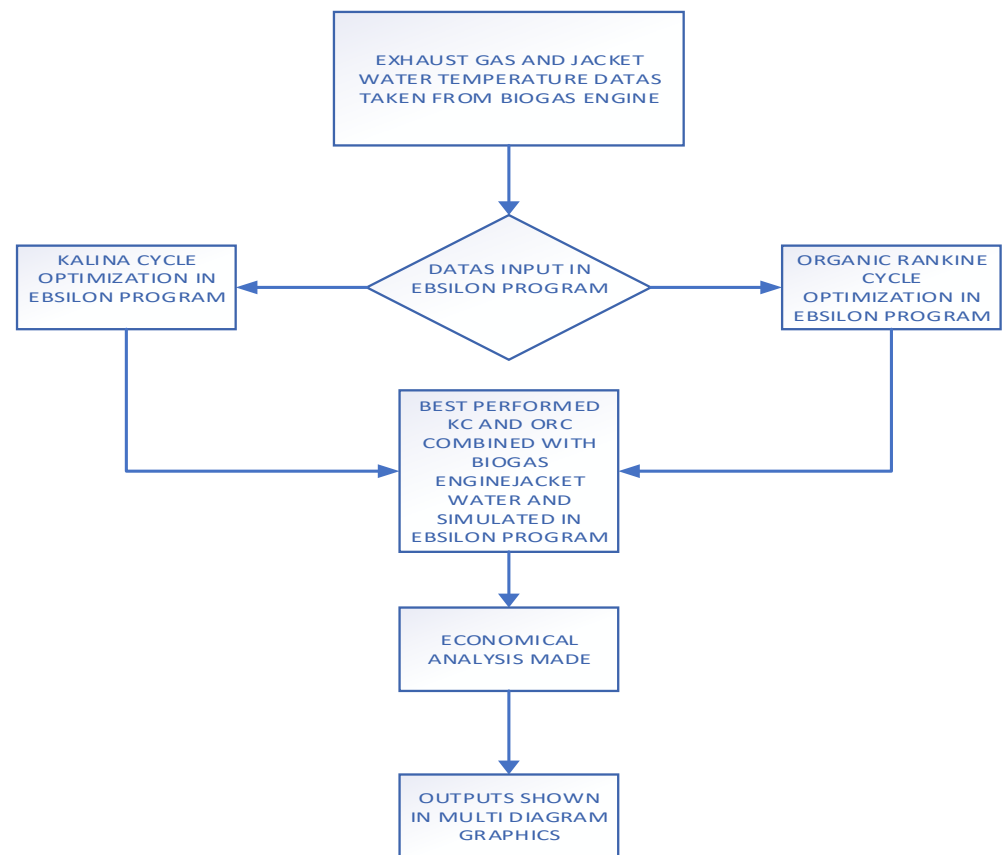 EXHAUST GAS AND JACKET
WATER TEMPERATURE DATAS
TAKEN FROM BIOGAS ENGINE
KALINA CYCLE
OPTIMIZATION IN
EBSILON PROGRAM
DATAS INPUT IN
EBSILON PROGRAM
ORGANIC RANKINE
CYCLE
OPTIMIZATION IN
EBSILON PROGRAM
BEST PERFORMED
KC AND ORC
COMBINED WITH
BIOGAS
ENGINEJACKET
WATER AND
SIMULATED IN
EBSILON PROGRAM
ECONOMICAL
ANALYSIS MADE
OUTPUTS SHOWN
IN MULTI DIAGRAM
GRAPHICS